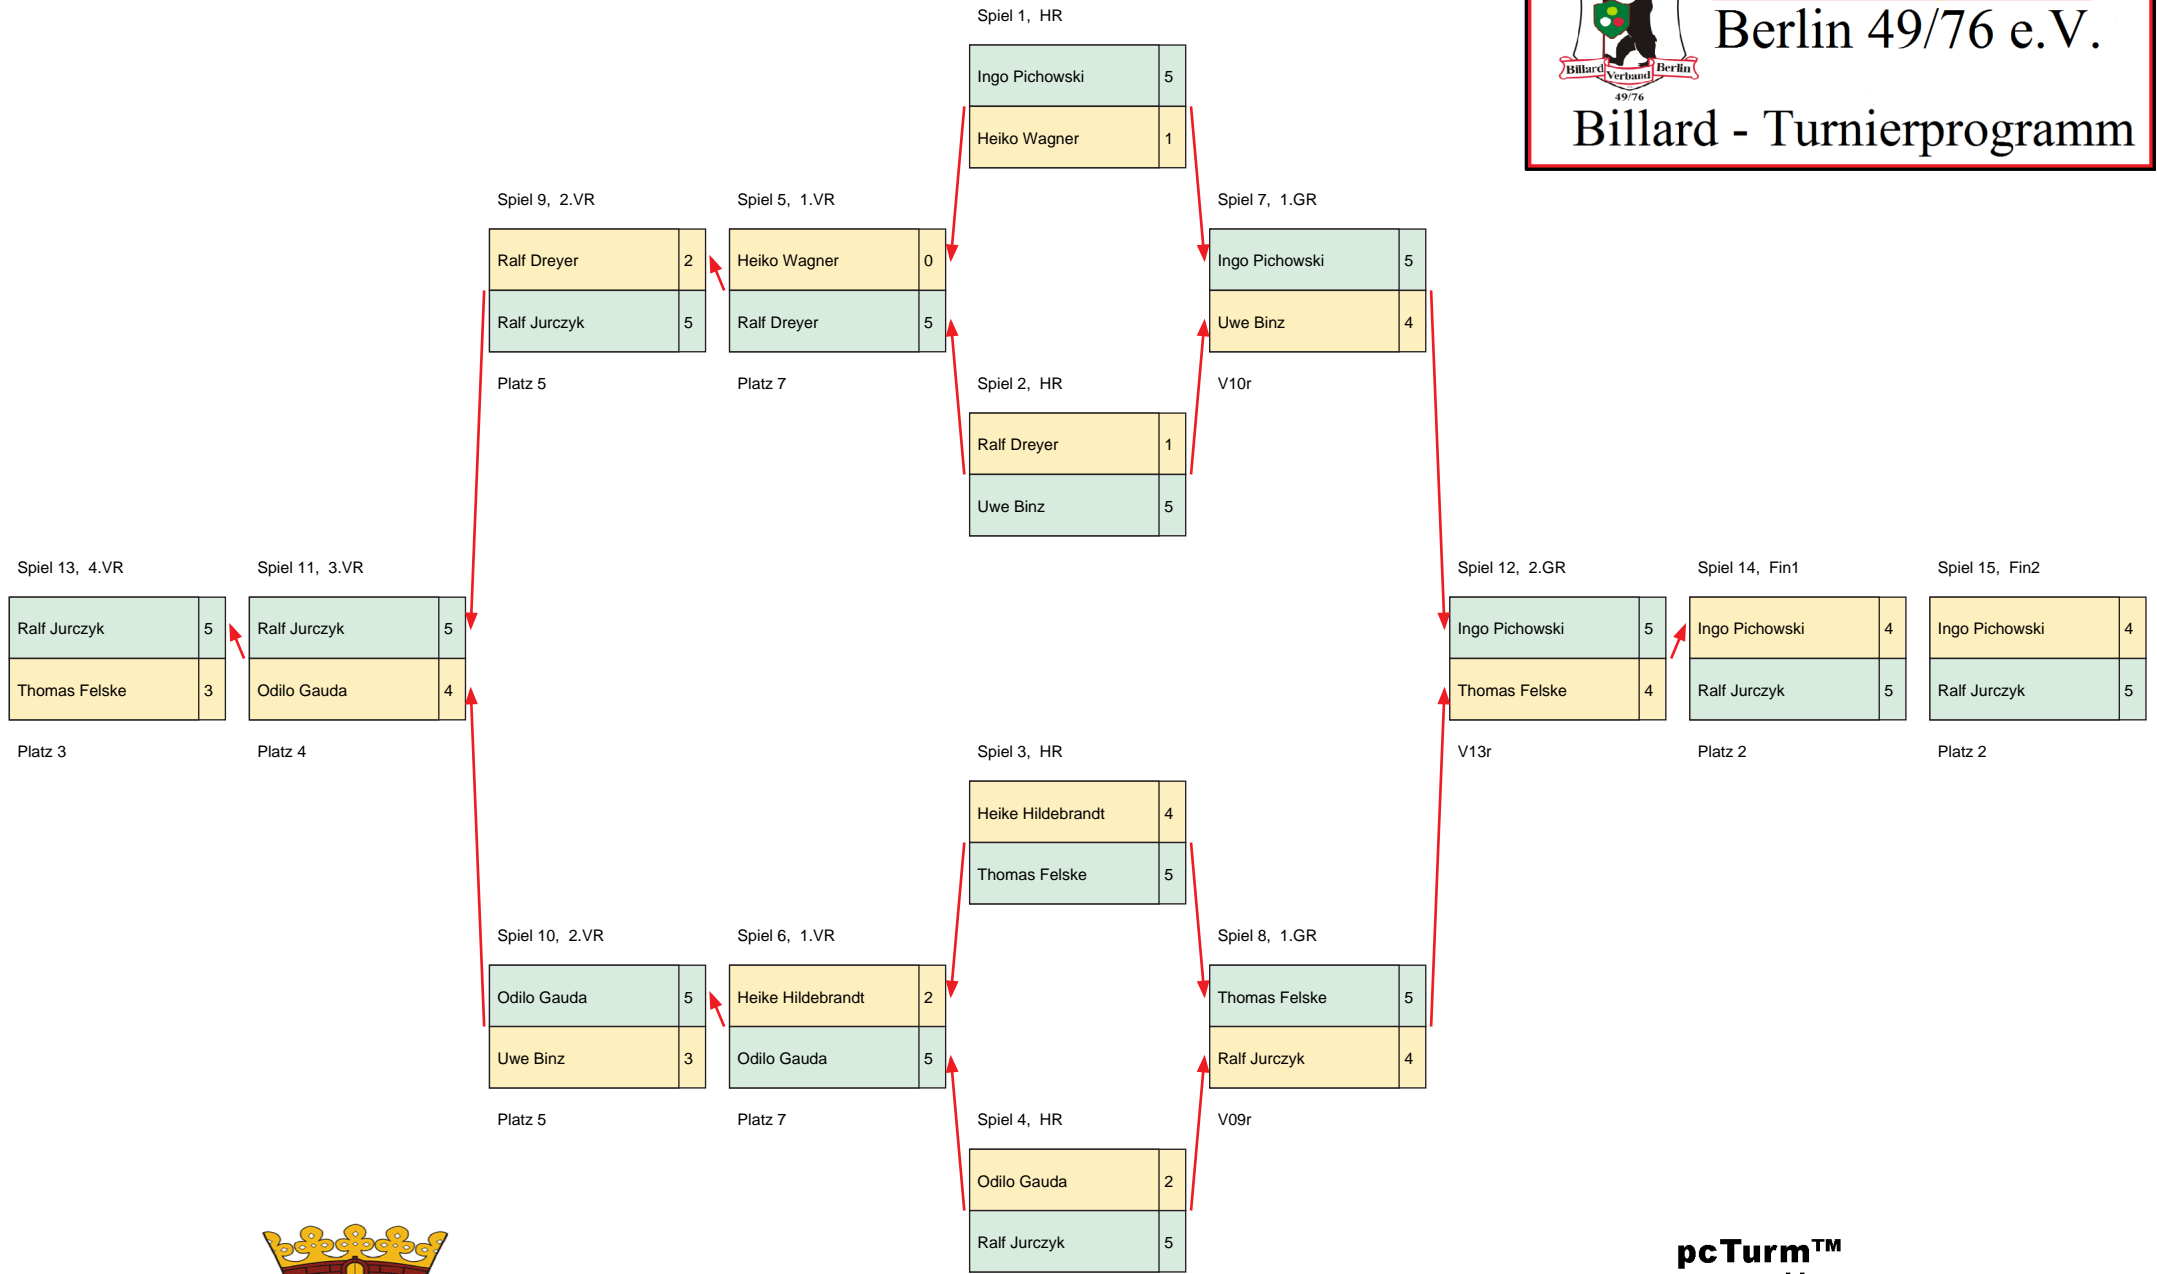 Berlin 49/76 e.V.
Billard Verband Berlin
49/76
Billard - Turnierprogramm
Spiel 1, HR
Ingo Pichowski 5
Heiko Wagner 1
Spiel 9, 2.VR
Ralf Dreyer 2
Ralf Jurczyk 5
Platz 5
Spiel 5, 1.VR
Heiko Wagner 0
Ralf Dreyer 5
Platz 7
Spiel 7, 1.GR
Ingo Pichowski 5
Uwe Binz 4
V10r
Spiel 2, HR
Ralf Dreyer 1
Uwe Binz 5
Spiel 13, 4.VR
Ralf Jurczyk 5
Thomas Felske 3
Platz 3
Spiel 11, 3.VR
Ralf Jurczyk 5
Odilo Gauda 4
Platz 4
Spiel 12, 2.GR
Ingo Pichowski 5
Thomas Felske 4
V13r
Spiel 14, Fin1
Ingo Pichowski 4
Ralf Jurczyk 5
Platz 2
Spiel 15, Fin2
Ingo Pichowski 4
Ralf Jurczyk 5
Platz 2
Spiel 3, HR
Heike Hildebrandt 4
Thomas Felske 5
Spiel 10, 2.VR
Odilo Gauda 5
Uwe Binz 3
Platz 5
Spiel 6, 1.VR
Heike Hildebrandt 2
Odilo Gauda 5
Platz 7
Spiel 8, 1.GR
Thomas Felske 5
Ralf Jurczyk 4
V09r
Spiel 4, HR
Odilo Gauda 2
Ralf Jurczyk 5
pcTurm™